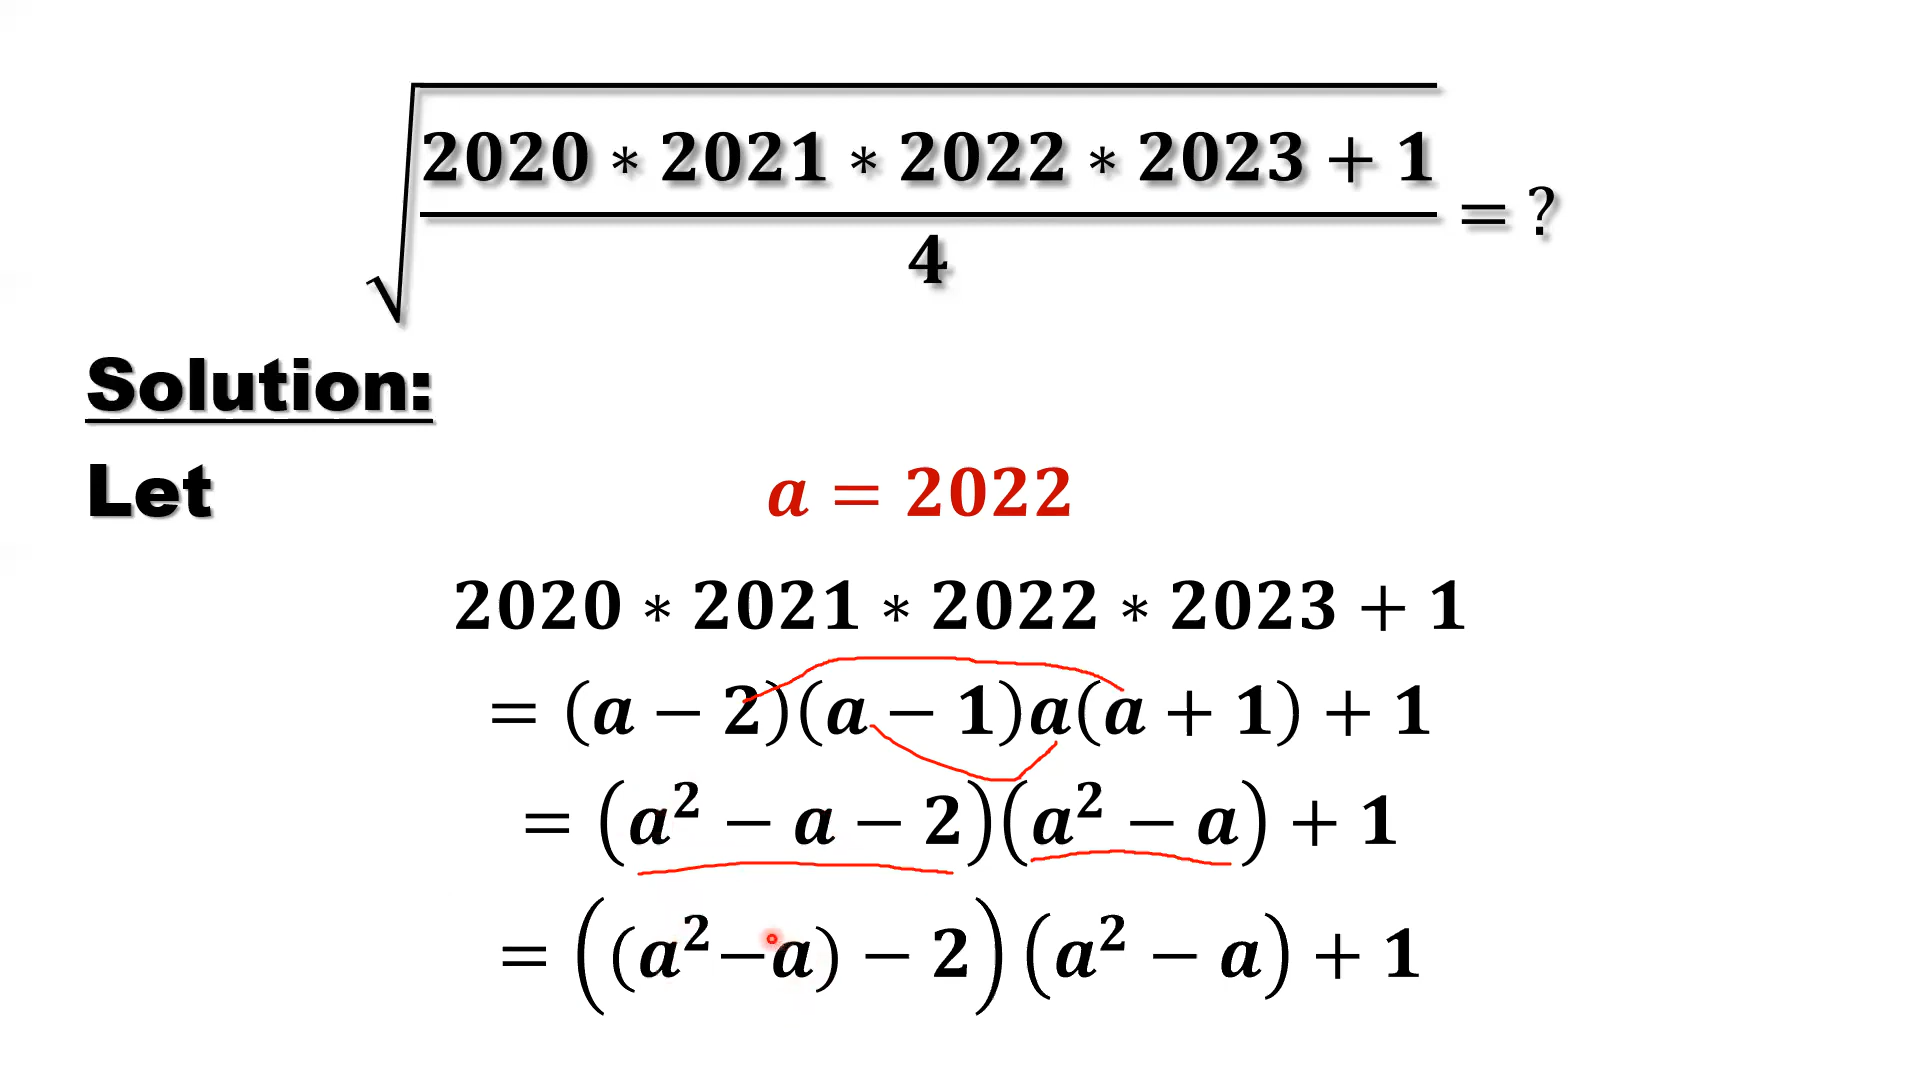 √((2020 * 2021 * 2022 * 2023 + 1)/4) = ?
Solution:
Let a = 2022
2020 * 2021 * 2022 * 2023 + 1
= (a − 2)(a − 1)a(a + 1) + 1
= (a² − a − 2)(a² − a) + 1
= ((a²−a) − 2)(a² − a) + 1